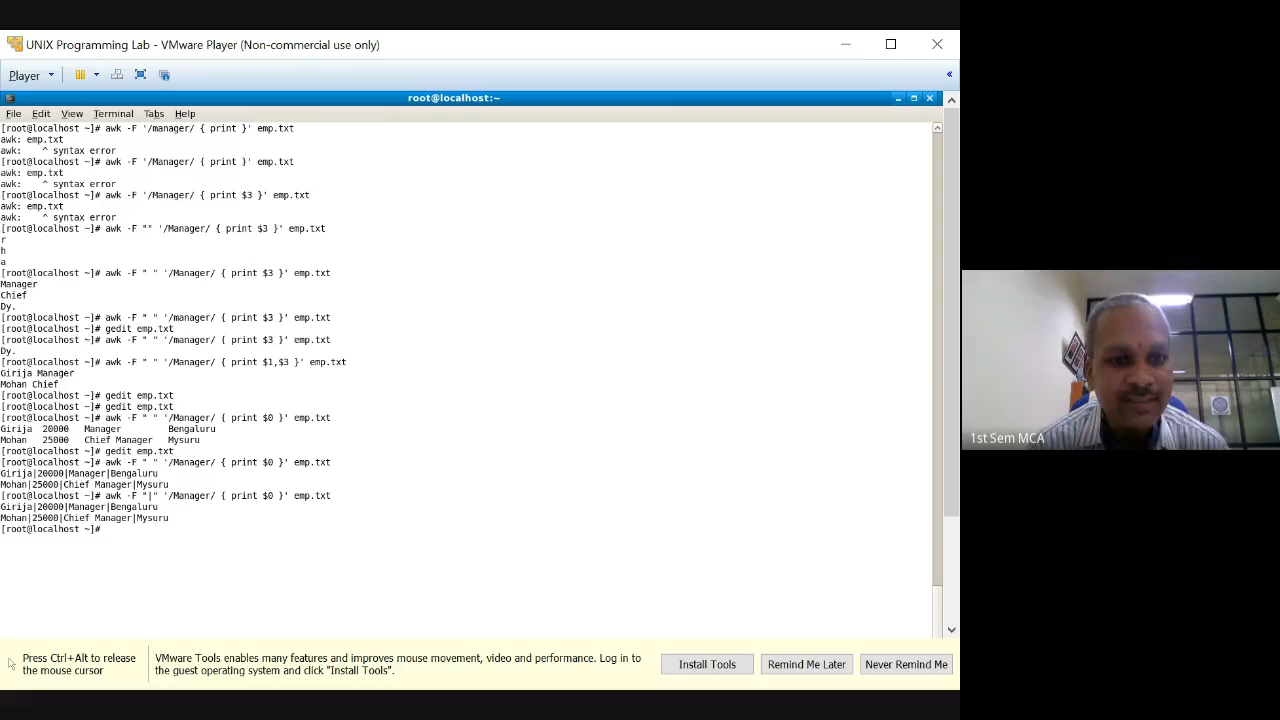 UNIX Programming Lab - VMware Player (Non-commercial use only)
Player
root@localhost:~
File Edit View Terminal Tabs Help
[root@localhost ~]# awk -F '/manager/ { print }' emp.txt
awk: emp.txt
awk:    ^ syntax error
[root@localhost ~]# awk -F '/Manager/ { print }' emp.txt
awk: emp.txt
awk:    ^ syntax error
[root@localhost ~]# awk -F '/Manager/ { print $3 }' emp.txt
awk: emp.txt
awk:    ^ syntax error
[root@localhost ~]# awk -F "" '/Manager/ { print $3 }' emp.txt
r
h
a
[root@localhost ~]# awk -F " " '/Manager/ { print $3 }' emp.txt
Manager
Chief
Dy.
[root@localhost ~]# awk -F " " '/manager/ { print $3 }' emp.txt
[root@localhost ~]# gedit emp.txt
[root@localhost ~]# awk -F " " '/manager/ { print $3 }' emp.txt
Dy.
[root@localhost ~]# awk -F " " '/Manager/ { print $1,$3 }' emp.txt
Girija Manager
Mohan Chief
[root@localhost ~]# gedit emp.txt
[root@localhost ~]# gedit emp.txt
[root@localhost ~]# awk -F " " '/Manager/ { print $0 }' emp.txt
Girija  20000   Manager         Bengaluru
Mohan   25000   Chief Manager   Mysuru
[root@localhost ~]# gedit emp.txt
[root@localhost ~]# awk -F " " '/Manager/ { print $0 }' emp.txt
Girija|20000|Manager|Bengaluru
Mohan|25000|Chief Manager|Mysuru
[root@localhost ~]# awk -F "|" '/Manager/ { print $0 }' emp.txt
Girija|20000|Manager|Bengaluru
Mohan|25000|Chief Manager|Mysuru
[root@localhost ~]#
1st Sem MCA
Press Ctrl+Alt to release
the mouse cursor
VMware Tools enables many features and improves mouse movement, video and performance. Log in to
the guest operating system and click "Install Tools".
Install Tools
Remind Me Later
Never Remind Me